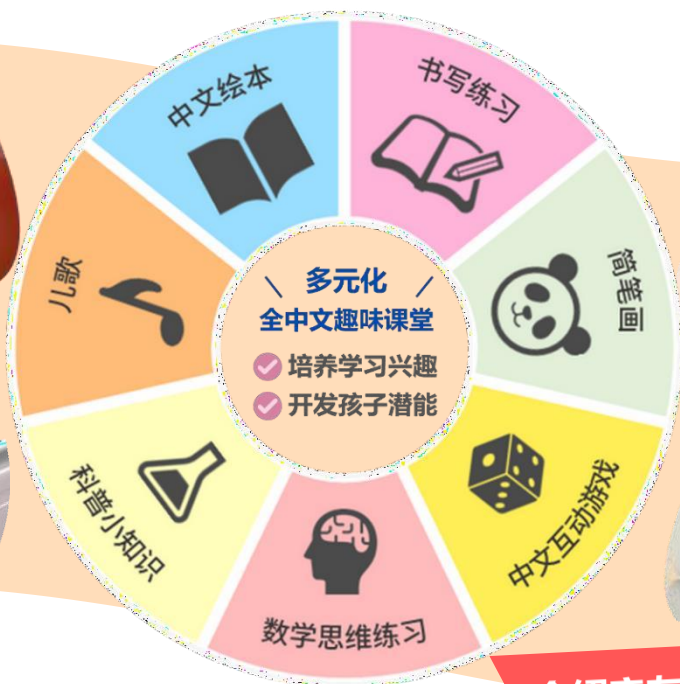 中文绘本
书写练习
简笔画
中文互动游戏
数学思维练习
科普小知识
儿歌
多元化
全中文趣味课堂
培养学习兴趣
开发孩子潜能